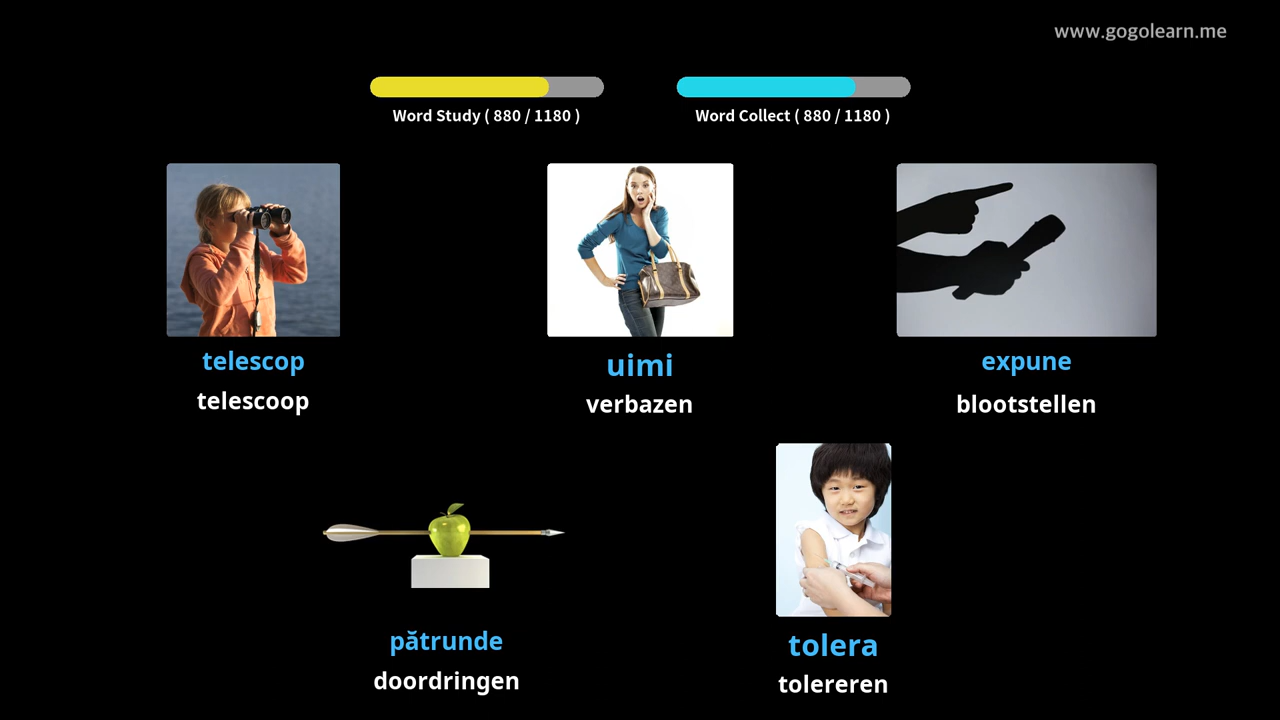 www.gogolearn.me
Word Study ( 880 / 1180 )
Word Collect ( 880 / 1180 )
telescop
telescoop
uimi
verbazen
expune
blootstellen
pătrunde
doordringen
tolera
tolereren